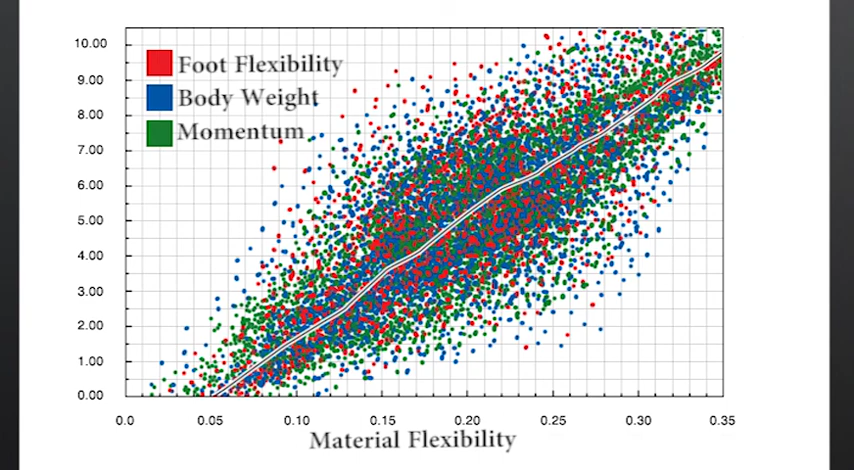 10.00
9.00
8.00
7.00
6.00
5.00
4.00
3.00
2.00
1.00
0.00
Foot Flexibility
Body Weight
Momentum
0.0 0.05 0.10 0.15 0.20 0.25 0.30 0.35
Material Flexibility